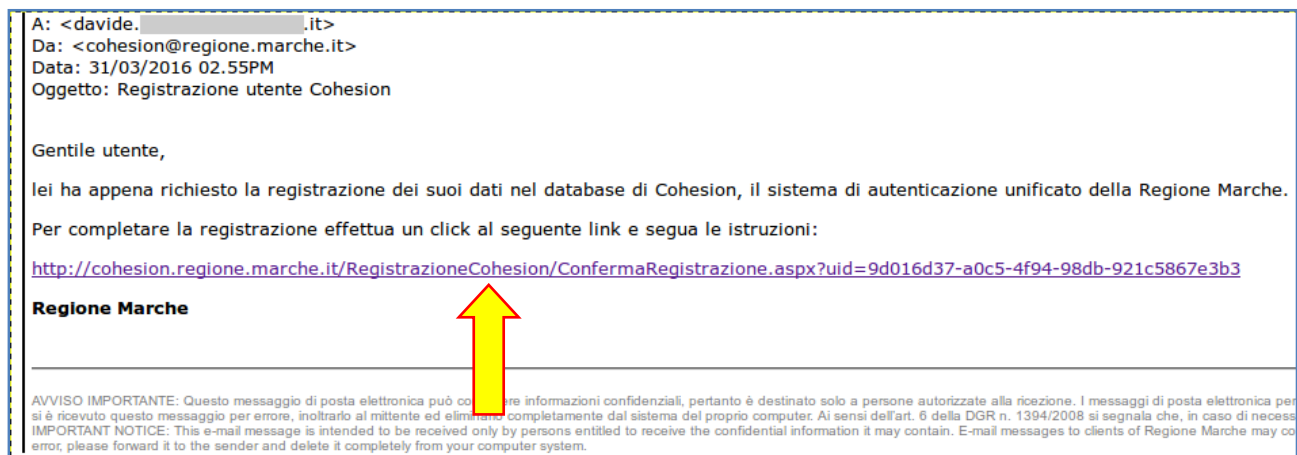 A: <davide. .it>
Da: <cohesion@regione.marche.it>
Data: 31/03/2016 02.55PM
Oggetto: Registrazione utente Cohesion
Gentile utente,
lei ha appena richiesto la registrazione dei suoi dati nel database di Cohesion, il sistema di autenticazione unificato della Regione Marche.
Per completare la registrazione effettua un click al seguente link e segua le istruzioni:
http://cohesion.regione.marche.it/RegistrazioneCohesion/ConfermaRegistrazione.aspx?uid=9d016d37-a0c5-4f94-98db-921c5867e3b3
Regione Marche
AVVISO IMPORTANTE: Questo messaggio di posta elettronica può co ere informazioni confidenziali, pertanto è destinato solo a persone autorizzate alla ricezione. I messaggi di posta elettronica per
si è ricevuto questo messaggio per errore, inoltrarlo al mittente ed elimi completamente dal sistema del proprio computer. Ai sensi dell'art. 6 della DGR n. 1394/2008 si segnala che, in caso di necess
IMPORTANT NOTICE: This e-mail message is intended to be received only by persons entitled to receive the confidential information it may contain. E-mail messages to clients of Regione Marche may co
error, please forward it to the sender and delete it completely from your computer system.